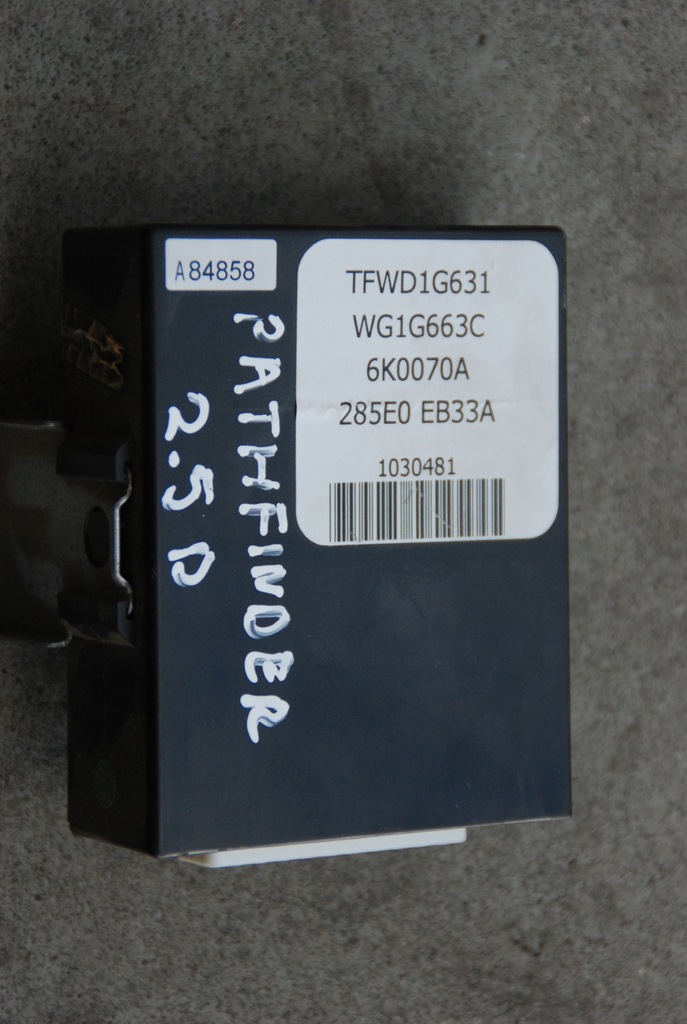 A84858
TFWD1G631
WG1G663C
6K0070A
285E0 EB33A
1030481
PATHFINDER
2.5 D